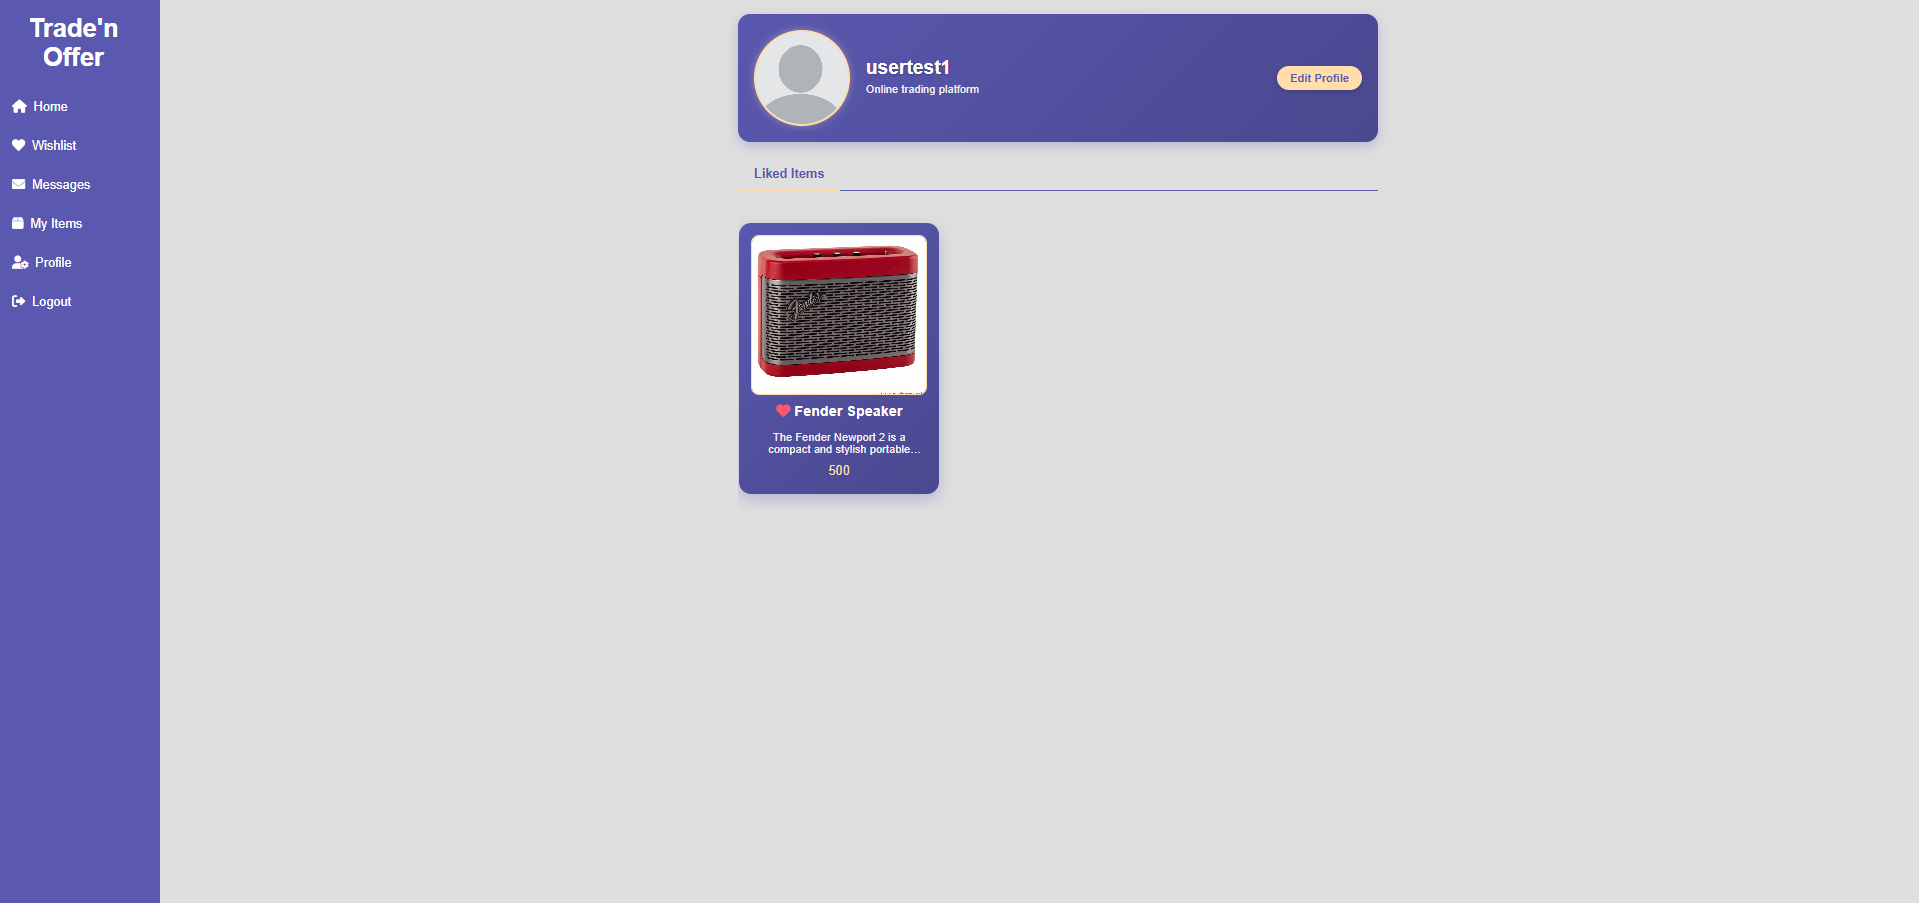 Trade'n
Offer
Home
Wishlist
Messages
My Items
Profile
Logout
usertest1
Online trading platform
Edit Profile
Liked Items
Fender
Fender Speaker
The Fender Newport 2 is a
compact and stylish portable...
500